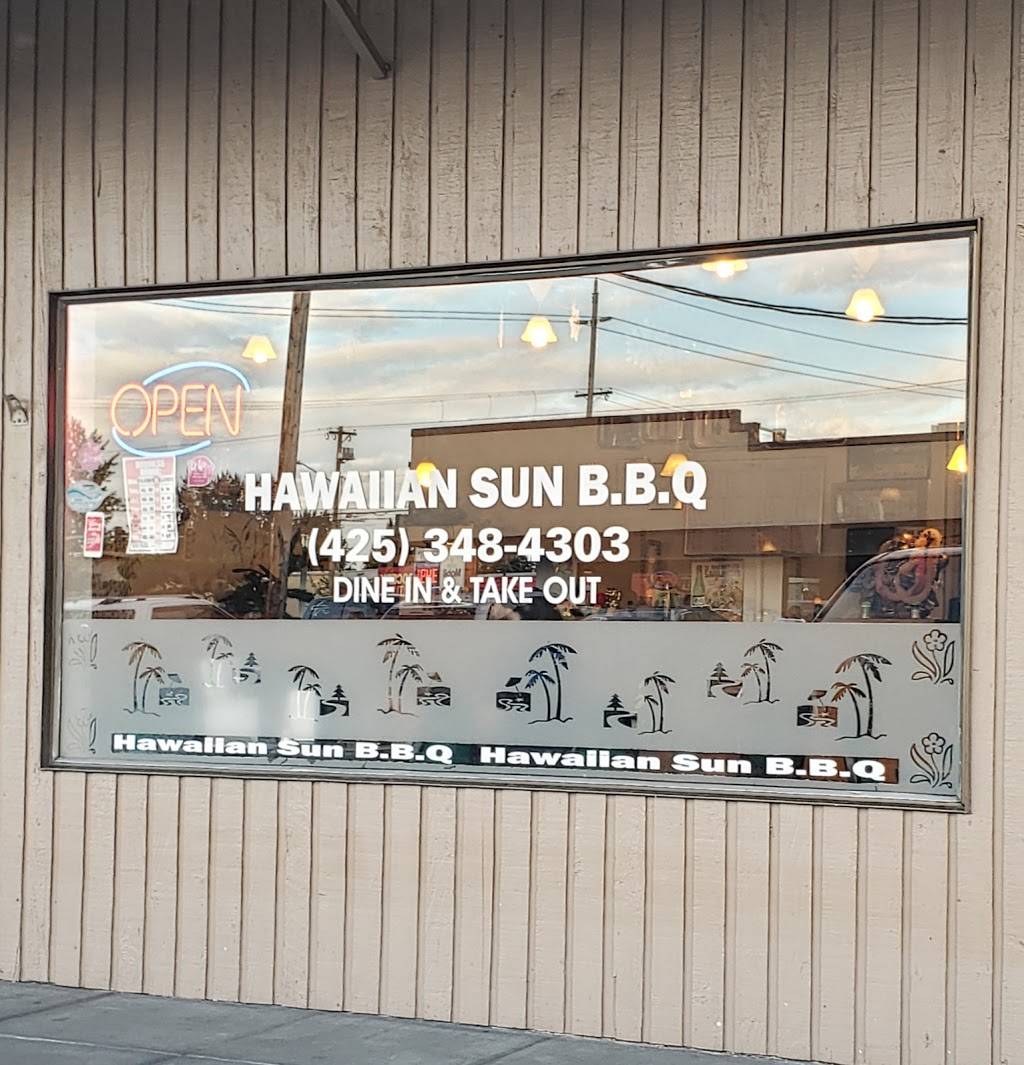 OPEN
HAWAIIAN SUN B.B.Q
(425) 348-4303
DINE IN & TAKE OUT
Hawaiian Sun B.B.Q Hawaiian Sun B.B.Q